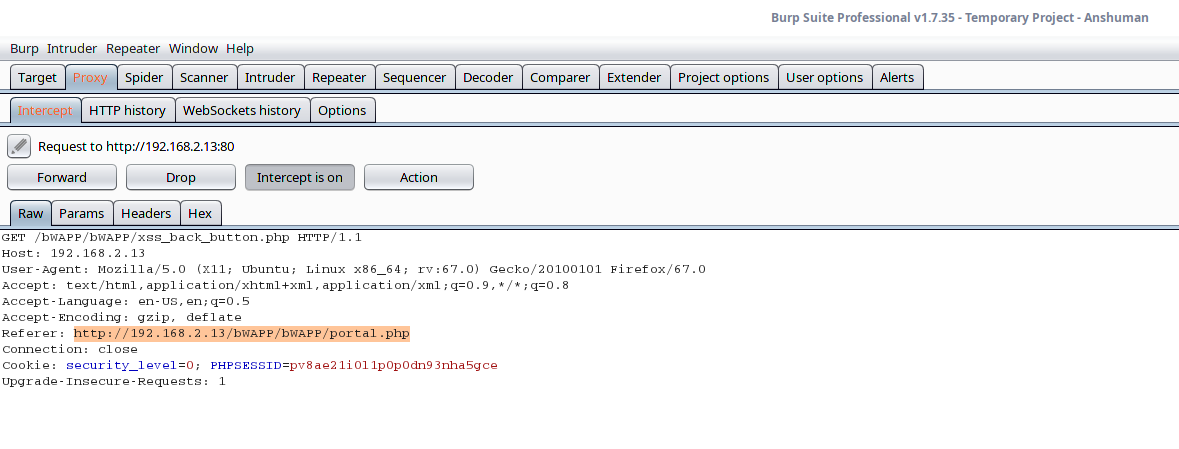 Burp Suite Professional v1.7.35 - Temporary Project - Anshuman
Burp Intruder Repeater Window Help
Target Proxy Spider Scanner Intruder Repeater Sequencer Decoder Comparer Extender Project options User options Alerts
Intercept HTTP history WebSockets history Options
Request to http://192.168.2.13:80
Forward Drop Intercept is on Action
Raw Params Headers Hex
GET /bWAPP/bWAPP/xss_back_button.php HTTP/1.1
Host: 192.168.2.13
User-Agent: Mozilla/5.0 (X11; Ubuntu; Linux x86_64; rv:67.0) Gecko/20100101 Firefox/67.0
Accept: text/html,application/xhtml+xml,application/xml;q=0.9,*/*;q=0.8
Accept-Language: en-US,en;q=0.5
Accept-Encoding: gzip, deflate
Referer: http://192.168.2.13/bWAPP/bWAPP/portal.php
Connection: close
Cookie: security_level=0; PHPSESSID=pv8ae21i0l1p0p0dn93nha5gce
Upgrade-Insecure-Requests: 1